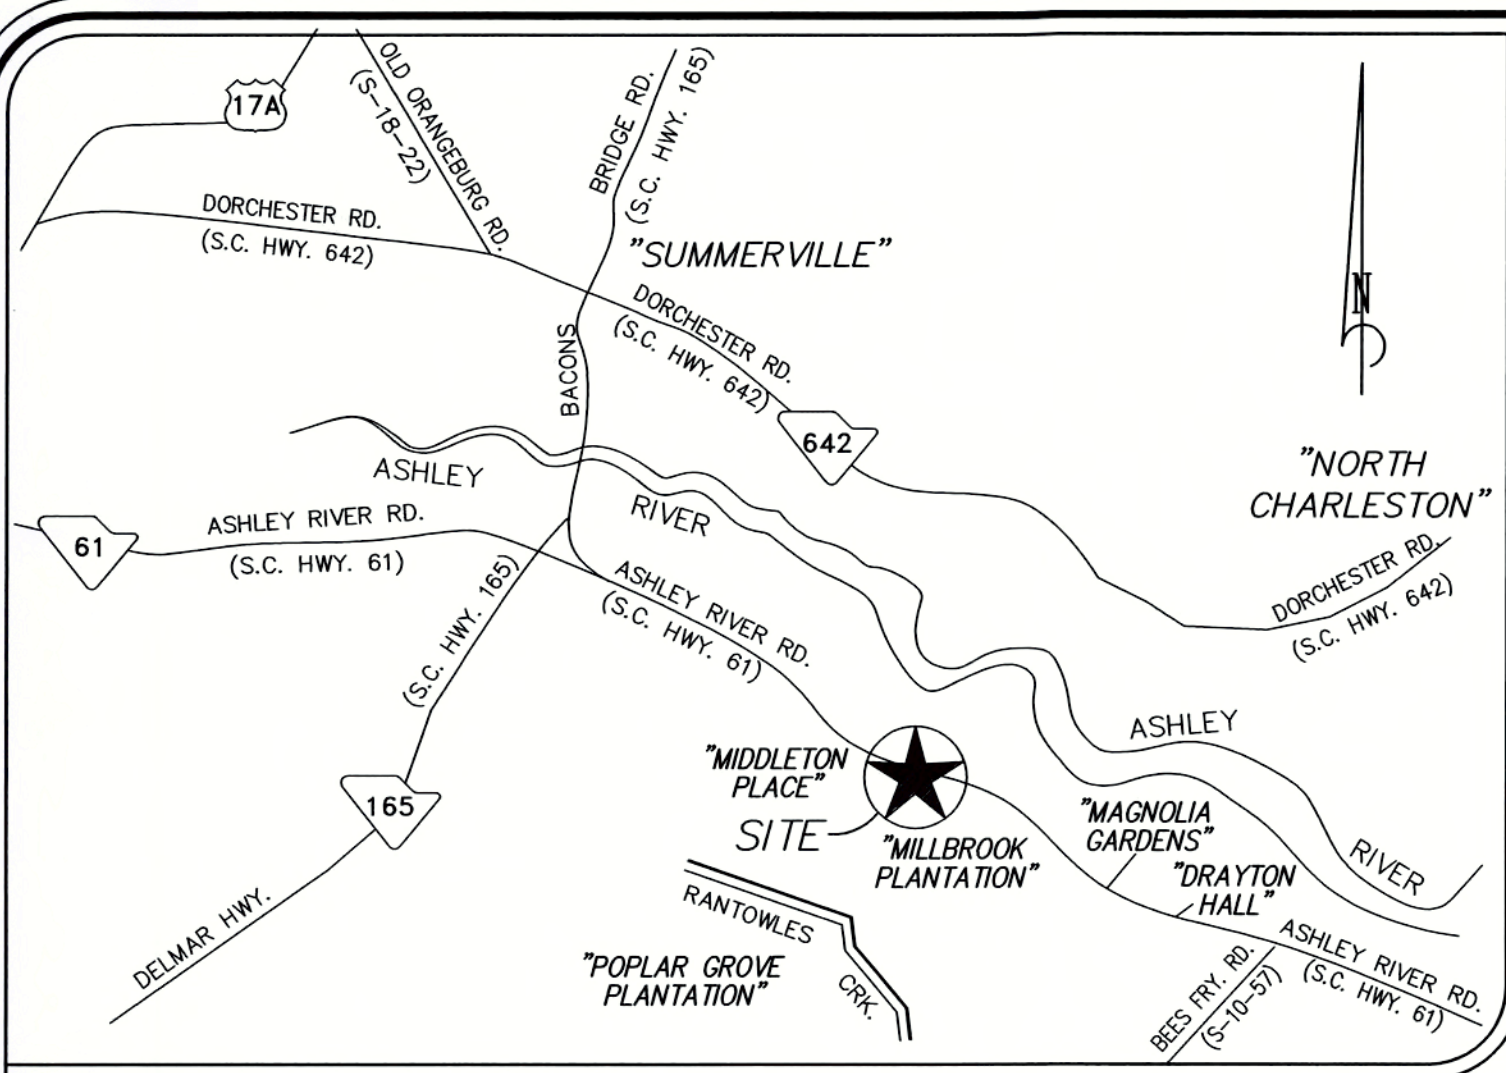 17A
OLD ORANGEBURG RD.
(S-18-22)
BRIDGE RD.
(S.C. HWY. 165)
DORCHESTER RD.
(S.C. HWY. 642)
"SUMMERVILLE"
N
DORCHESTER RD.
(S.C. HWY. 642)
BACONS
642
"NORTH
CHARLESTON"
ASHLEY
RIVER
61
ASHLEY RIVER RD.
(S.C. HWY. 61)
(S.C. HWY. 165)
ASHLEY RIVER RD.
(S.C. HWY. 61)
DORCHESTER RD.
(S.C. HWY. 642)
ASHLEY
RIVER
165
"MIDDLETON
PLACE"
SITE
"MILLBROOK
PLANTATION"
"MAGNOLIA
GARDENS"
"DRAYTON
HALL"
DELMAR HWY.
RANTOWLES
CRK.
"POPLAR GROVE
PLANTATION"
BEES FRY. RD.
(S-10-57)
ASHLEY RIVER RD.
(S.C. HWY. 61)